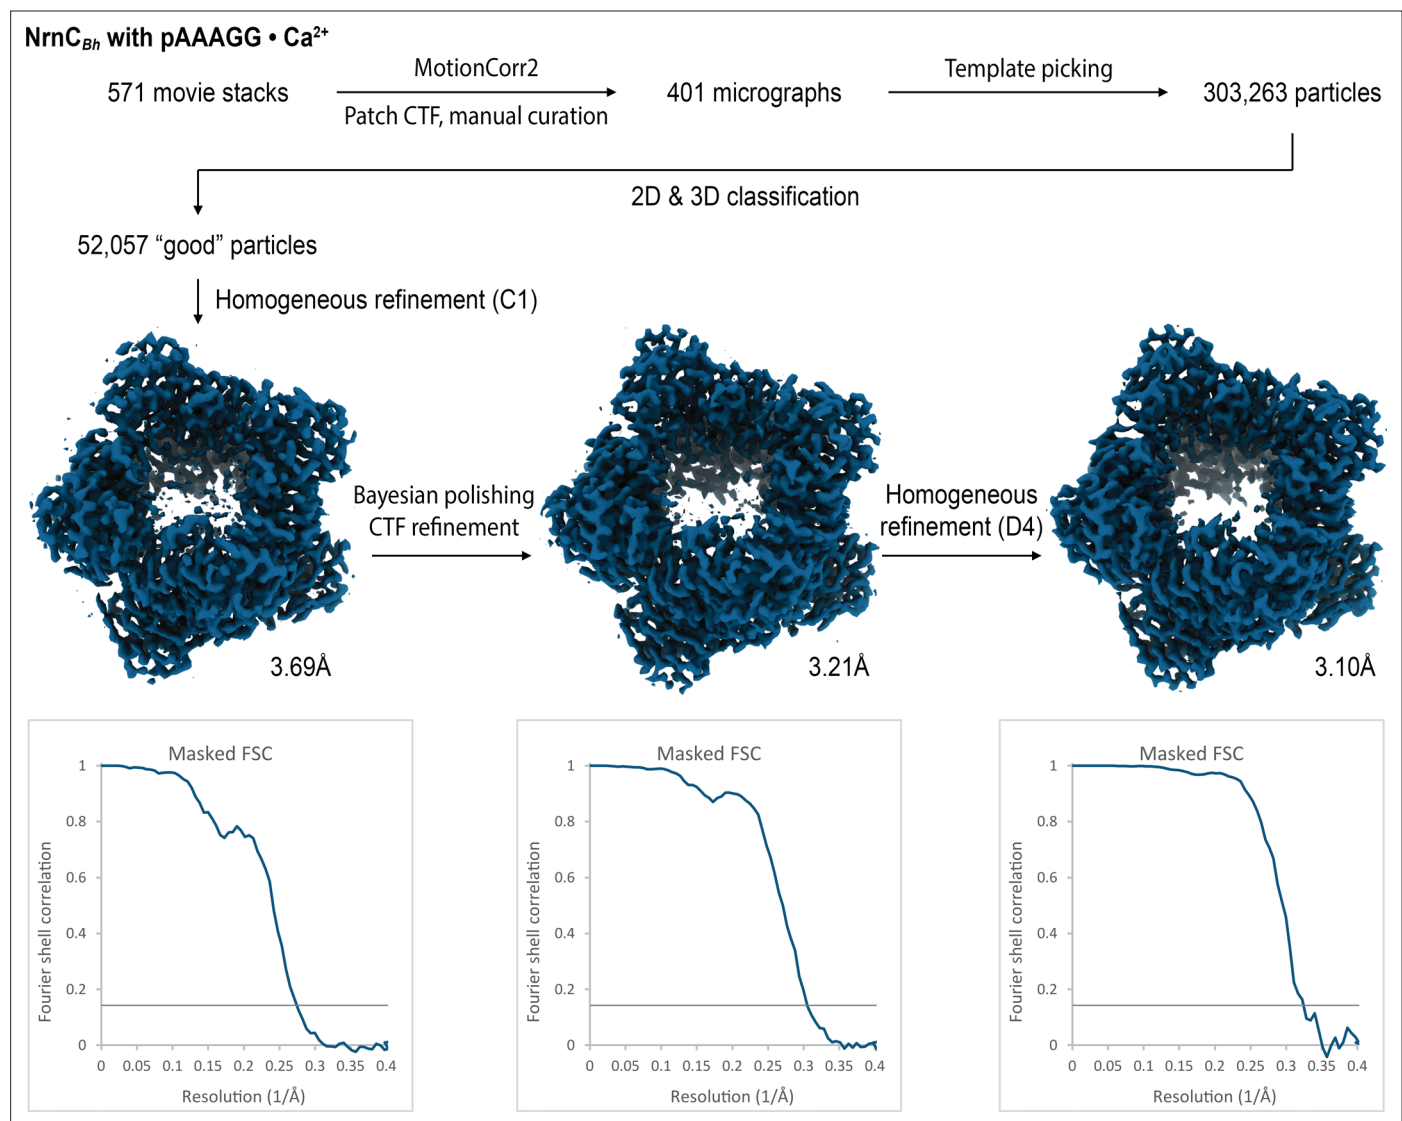 NrnCBh with pAAAGG • Ca2+
571 movie stacks
MotionCorr2
Patch CTF, manual curation
401 micrographs
Template picking
303,263 particles
2D & 3D classification
52,057 “good” particles
Homogeneous refinement (C1)
Bayesian polishing
CTF refinement
Homogeneous
refinement (D4)
3.69Å
3.21Å
3.10Å
Masked FSC
Fourier shell correlation
1
0.8
0.6
0.4
0.2
0
0 0.05 0.1 0.15 0.2 0.25 0.3 0.35 0.4
Resolution (1/Å)
Masked FSC
Fourier shell correlation
1
0.8
0.6
0.4
0.2
0
0 0.05 0.1 0.15 0.2 0.25 0.3 0.35 0.4
Resolution (1/Å)
Masked FSC
Fourier shell correlation
1
0.8
0.6
0.4
0.2
0
0 0.05 0.1 0.15 0.2 0.25 0.3 0.35 0.4
Resolution (1/Å)